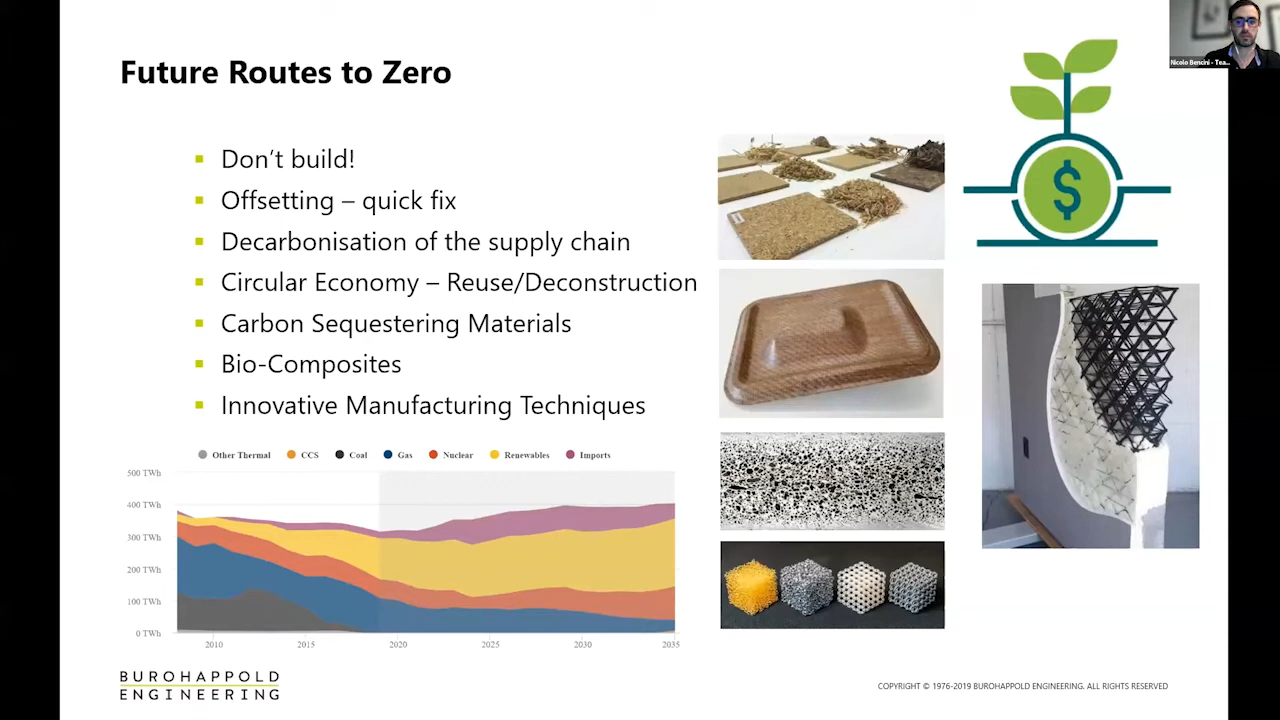 Nicolo Bencini - Tea...
Future Routes to Zero
Don't build!
Offsetting – quick fix
Decarbonisation of the supply chain
Circular Economy – Reuse/Deconstruction
Carbon Sequestering Materials
Bio-Composites
Innovative Manufacturing Techniques
$
Other Thermal CCS Coal Gas Nuclear Renewables Imports
500 TWh
400 TWh
300 TWh
200 TWh
100 TWh
0 TWh
2010 2015 2020 2025 2030 2035
BUROHAPPOLD
ENGINEERING
COPYRIGHT © 1976-2019 BUROHAPPOLD ENGINEERING. ALL RIGHTS RESERVED